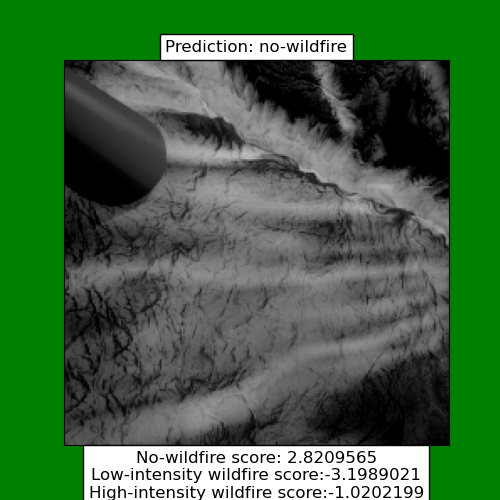 Prediction: no-wildfire
No-wildfire score: 2.8209565
Low-intensity wildfire score:-3.1989021
High-intensity wildfire score:-1.0202199